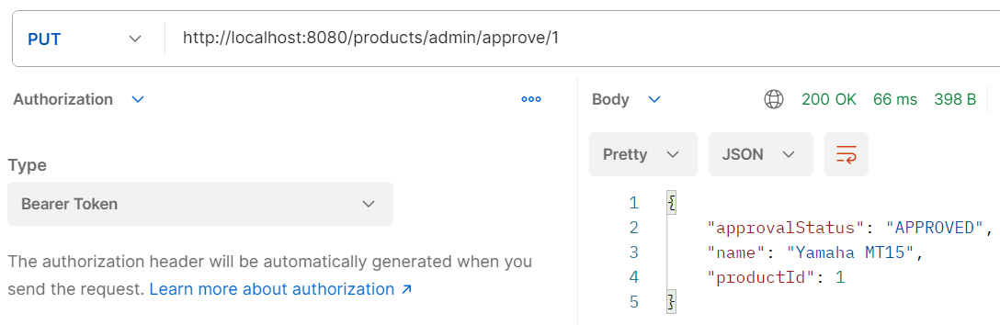 PUT
http://localhost:8080/products/admin/approve/1
Authorization
Type
Bearer Token
The authorization header will be automatically generated when you
send the request. Learn more about authorization ↗
Body
200 OK 66 ms 398 B
Pretty JSON
1 {
2 "approvalStatus": "APPROVED",
3 "name": "Yamaha MT15",
4 "productId": 1
5 }